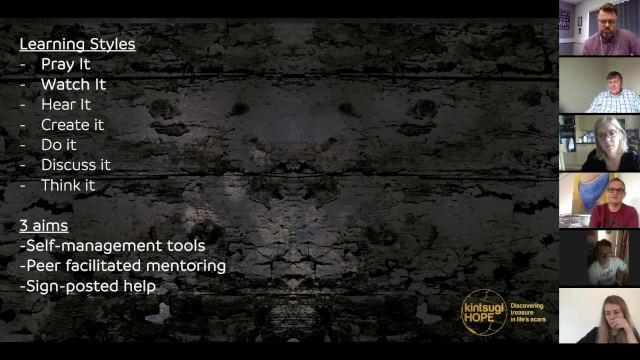 Learning Styles
- Pray It
- Watch It
- Hear It
- Create it
- Do it
- Discuss it
- Think it
3 aims
-Self-management tools
-Peer facilitated mentoring
-Sign-posted help
kintsugi
HOPE
Discovering
treasure
in life's scars